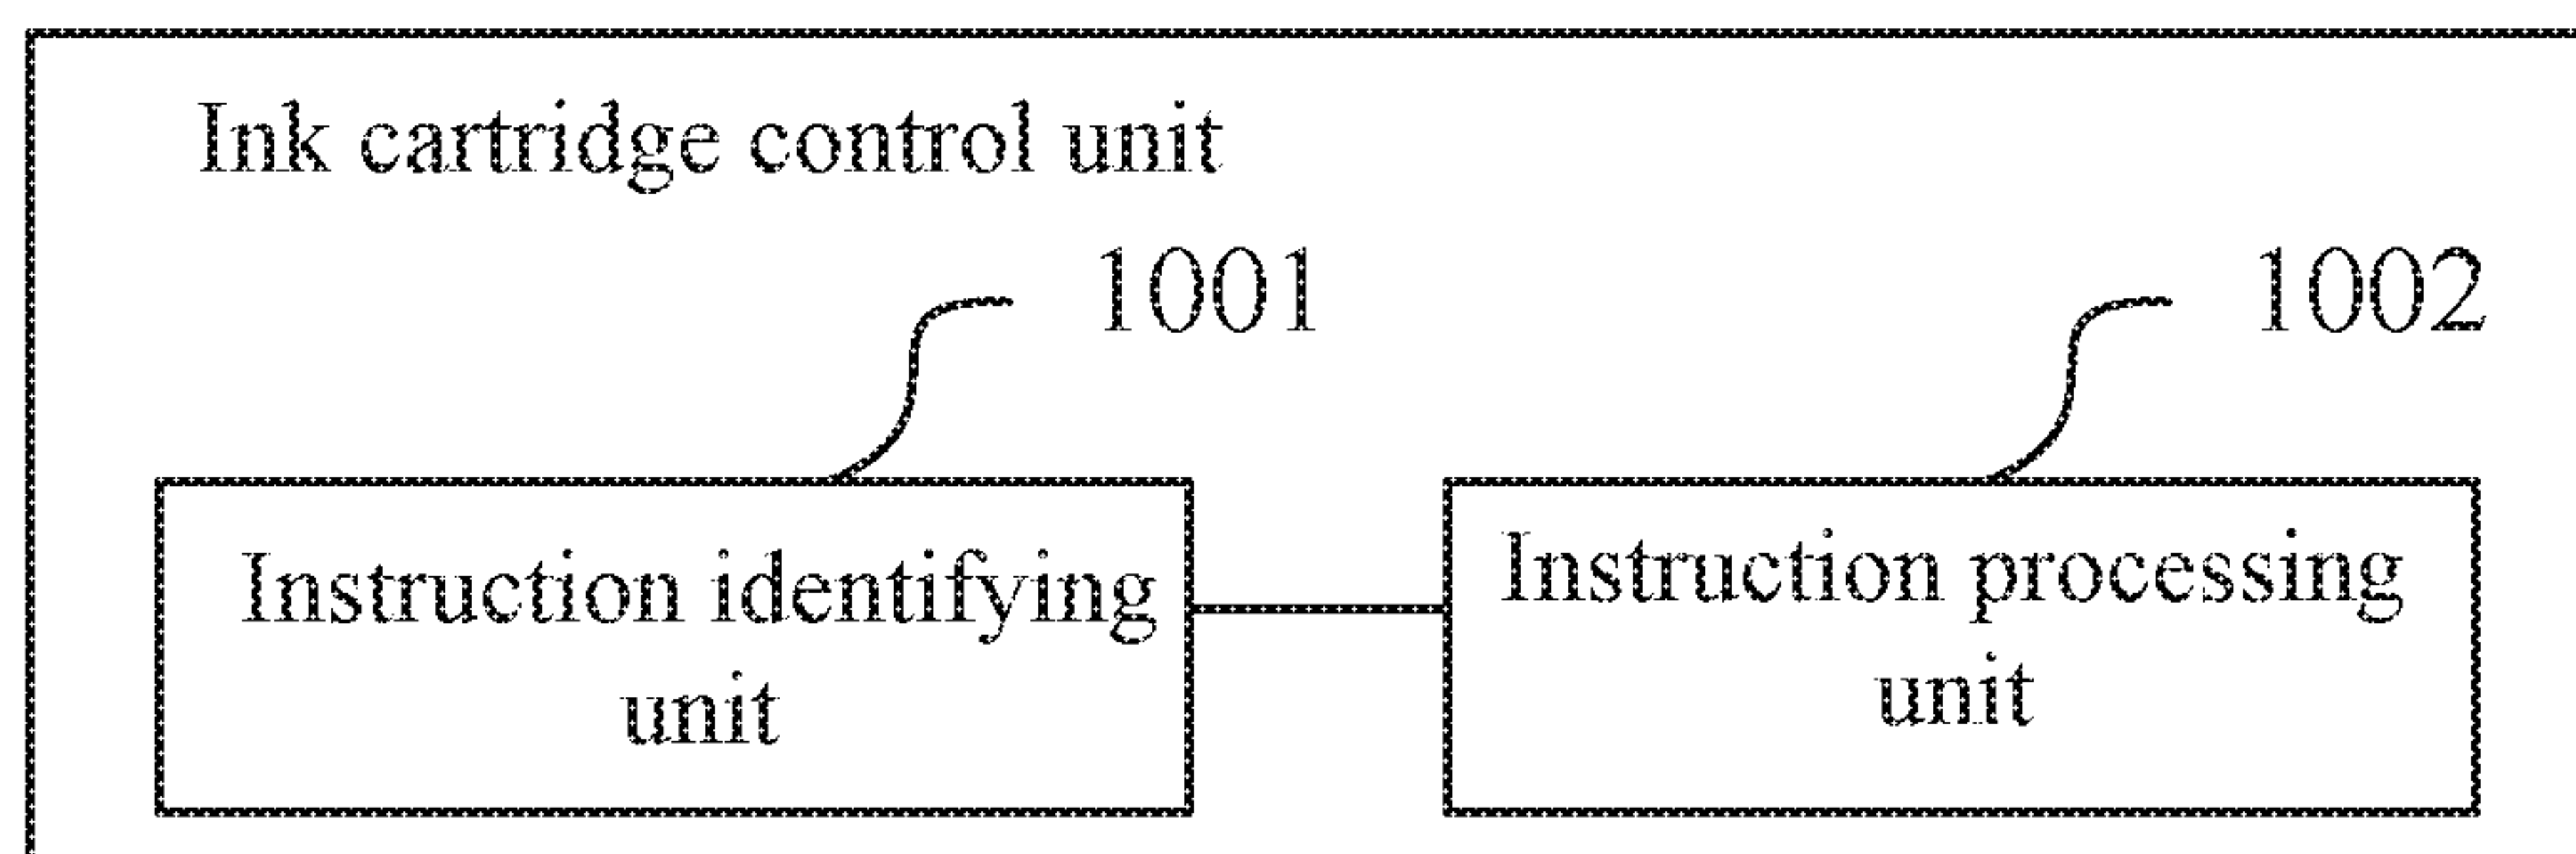 Ink cartridge control unit
1001
1002
Instruction identifying
unit
Instruction processing
unit